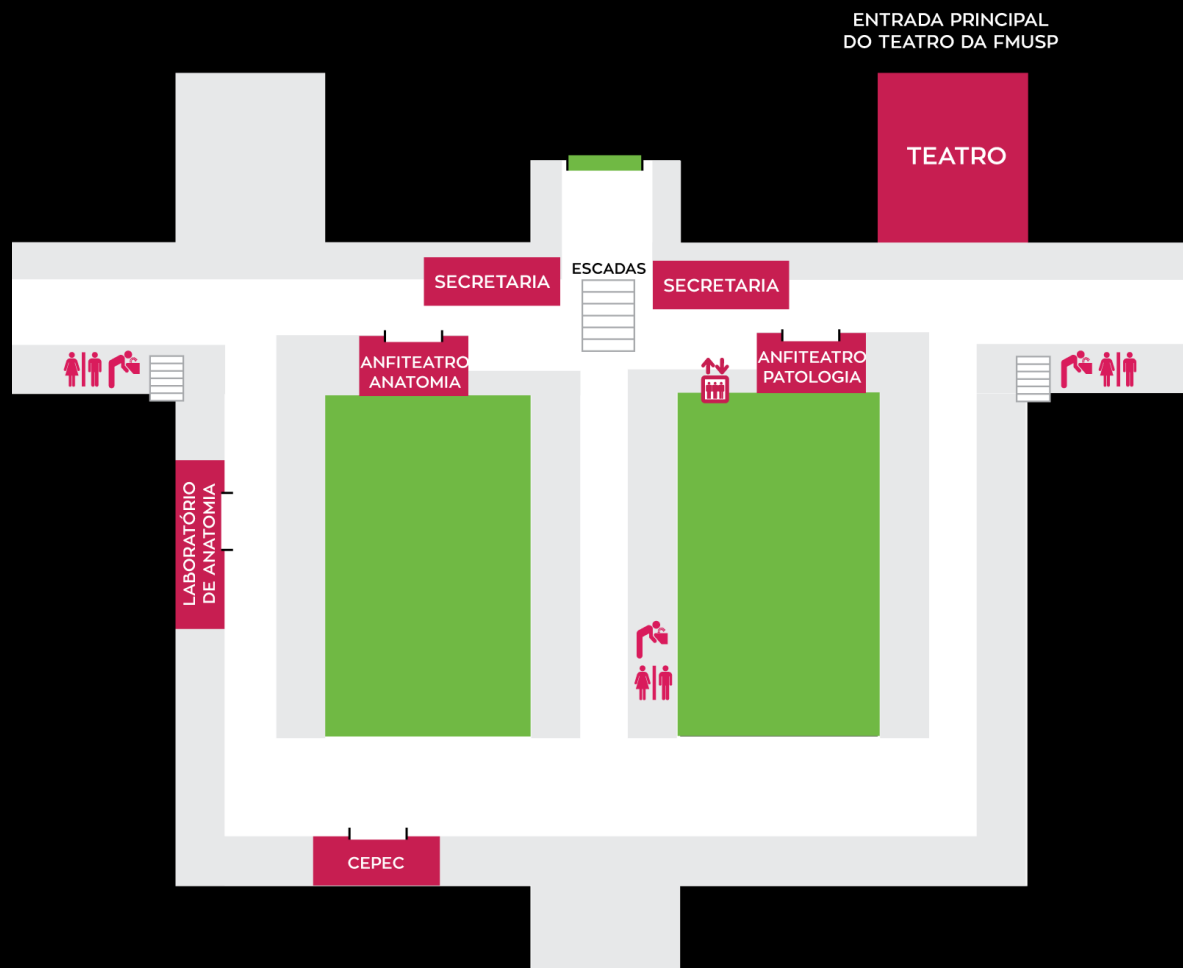 ENTRADA PRINCIPAL
DO TEATRO DA FMUSP
TEATRO
ESCADAS
SECRETARIA
SECRETARIA
ANFITEATRO
ANATOMIA
ANFITEATRO
PATOLOGIA
LABORATÓRIO
DE ANATOMIA
CEPEC